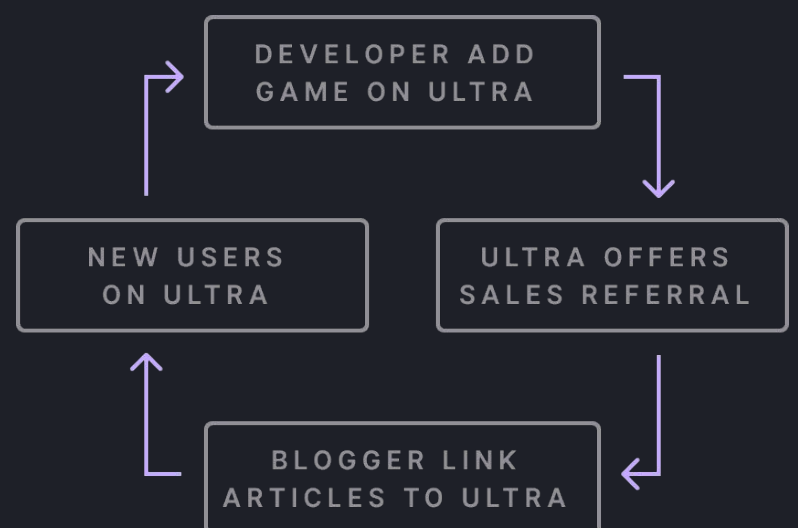 DEVELOPER ADD
GAME ON ULTRA
NEW USERS
ON ULTRA
ULTRA OFFERS
SALES REFERRAL
BLOGGER LINK
ARTICLES TO ULTRA